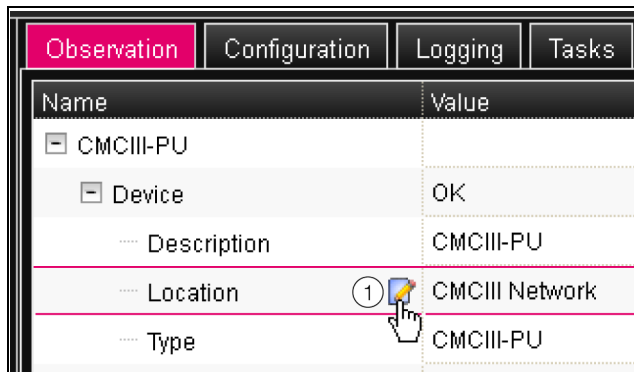 Observation Configuration Logging Tasks
Name Value
CMCIII-PU
Device OK
Description CMCIII-PU
Location 1 CMCIII Network
Type CMCIII-PU